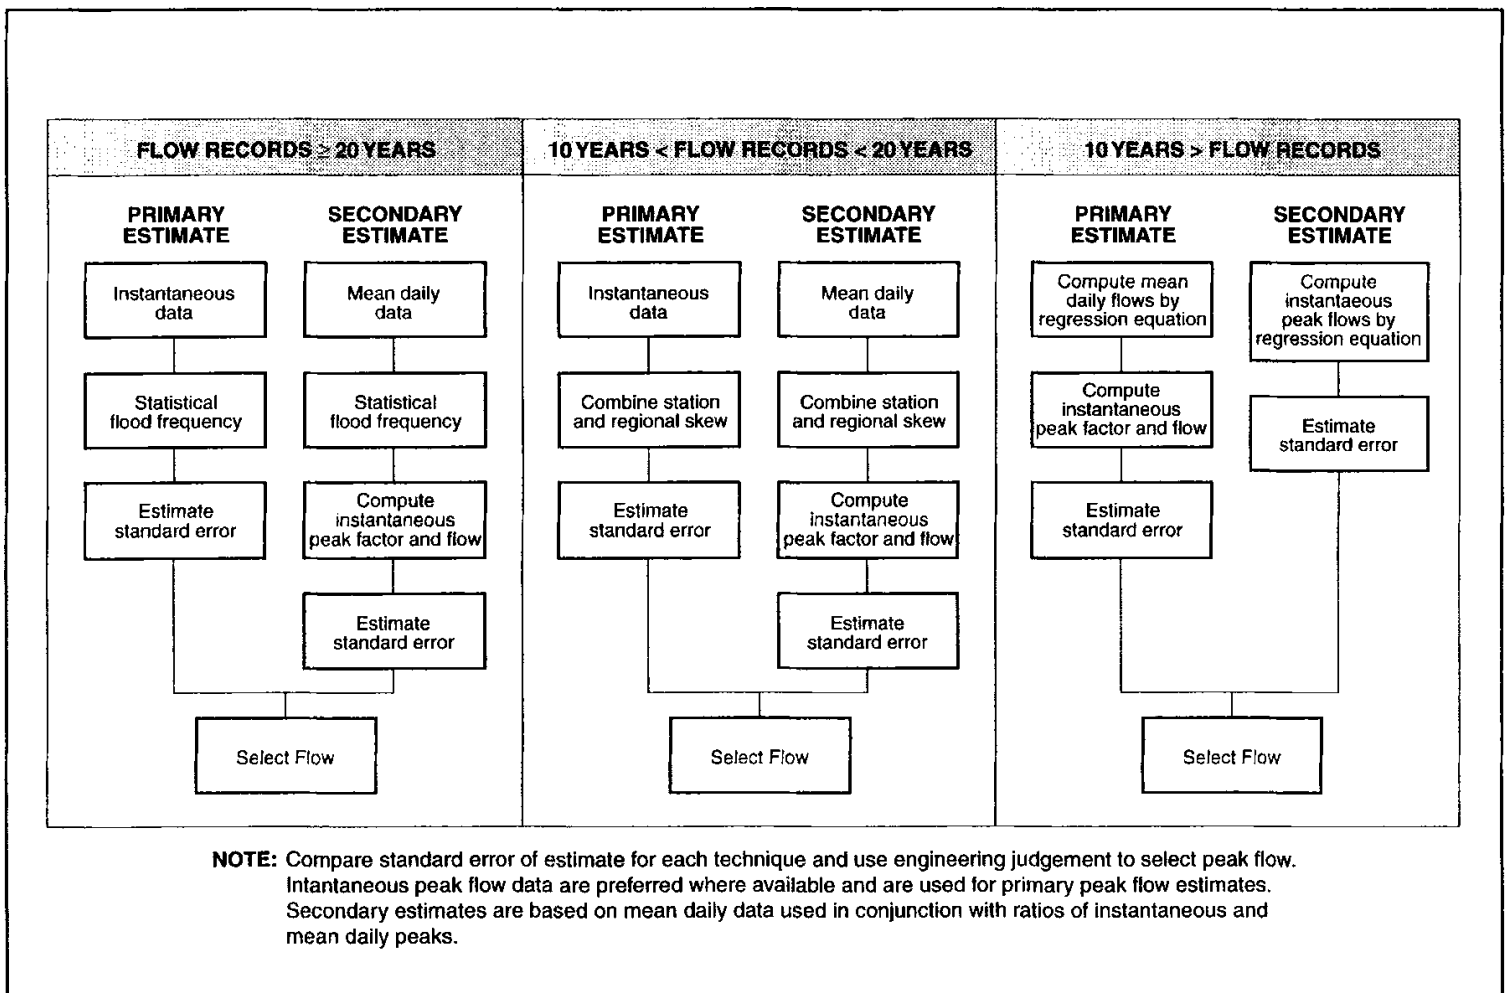 FLOW RECORDS ≥ 20 YEARS
PRIMARY
ESTIMATE
SECONDARY
ESTIMATE
Instantaneous
data
Mean daily
data
Statistical
flood frequency
Statistical
flood frequency
Estimate
standard error
Compute
instantaneous
peak factor and flow
Estimate
standard error
Select Flow
10 YEARS < FLOW RECORDS < 20 YEARS
PRIMARY
ESTIMATE
SECONDARY
ESTIMATE
Instantaneous
data
Mean daily
data
Combine station
and regional skew
Combine station
and regional skew
Estimate
standard error
Compute
instantaneous
peak factor and flow
Estimate
standard error
Select Flow
10 YEARS > FLOW RECORDS
PRIMARY
ESTIMATE
SECONDARY
ESTIMATE
Compute mean
daily flows by
regression equation
Compute
instantaeous
peak flows by
regression equation
Compute
instantaneous
peak factor and flow
Estimate
standard error
Estimate
standard error
Select Flow
NOTE: Compare standard error of estimate for each technique and use engineering judgement to select peak flow.
Intantaneous peak flow data are preferred where available and are used for primary peak flow estimates.
Secondary estimates are based on mean daily data used in conjunction with ratios of instantaneous and
mean daily peaks.